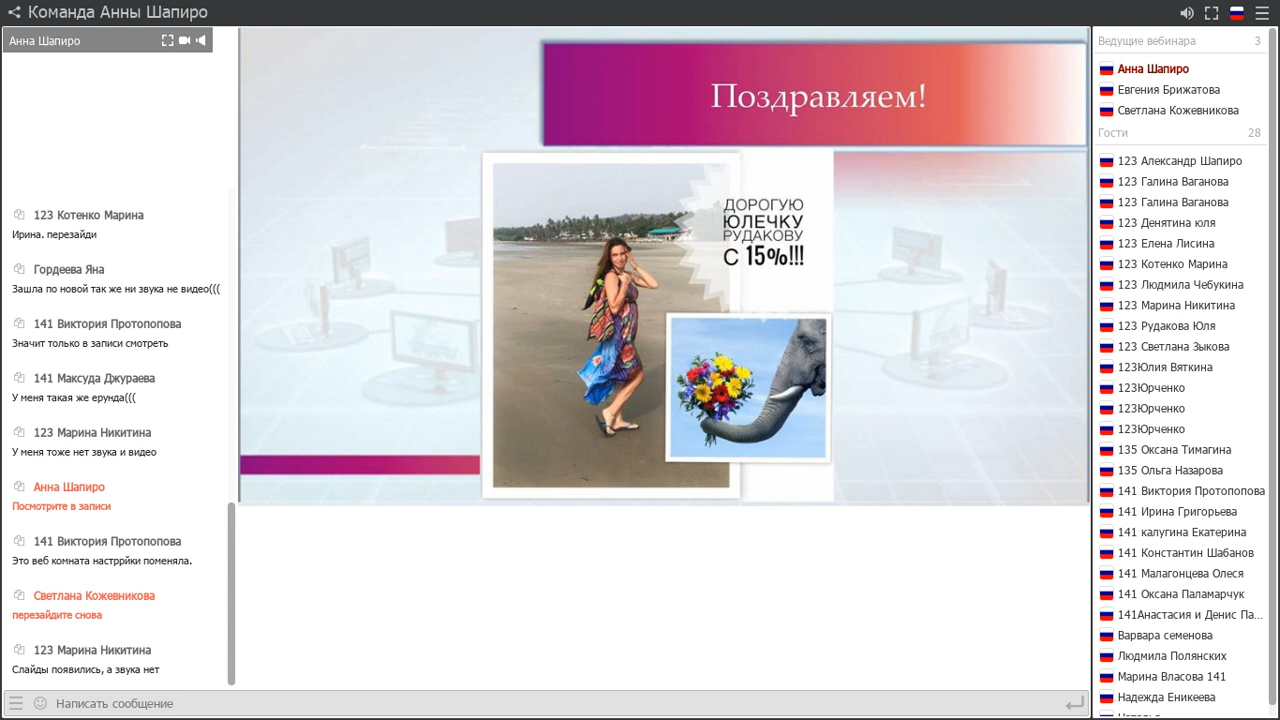 Команда Анны Шапиро
Анна Шапиро
123 Котенко Марина
Ирина. перезайди
Гордеева Яна
Зашла по новой так же ни звука не видео(((
141 Виктория Протопопова
Значит только в записи смотреть
141 Максуда Джураева
У меня такая же ерунда(((
123 Марина Никитина
У меня тоже нет звука и видео
Анна Шапиро
Посмотрите в записи
141 Виктория Протопопова
Это веб комната настррйки поменяла.
Светлана Кожевникова
перезайдите снова
123 Марина Никитина
Слайды появились, а звука нет
Написать сообщение
Поздравляем!
ДОРОГУЮ
ЮЛЕЧКУ
РУДАКОВУ
С 15%!!!
Ведущие вебинара 3
Анна Шапиро
Евгения Брижатова
Светлана Кожевникова
Гости 28
123 Александр Шапиро
123 Галина Ваганова
123 Галина Ваганова
123 Денятина юля
123 Елена Лисина
123 Котенко Марина
123 Людмила Чебукина
123 Марина Никитина
123 Рудакова Юля
123 Светлана Зыкова
123Юлия Вяткина
123Юрченко
123Юрченко
123Юрченко
135 Оксана Тимагина
135 Ольга Назарова
141 Виктория Протопопова
141 Ирина Григорьева
141 калугина Екатерина
141 Константин Шабанов
141 Малагонцева Олеся
141 Оксана Паламарчук
141Анастасия и Денис Па...
Варвара семенова
Людмила Полянских
Марина Власова 141
Надежда Еникеева